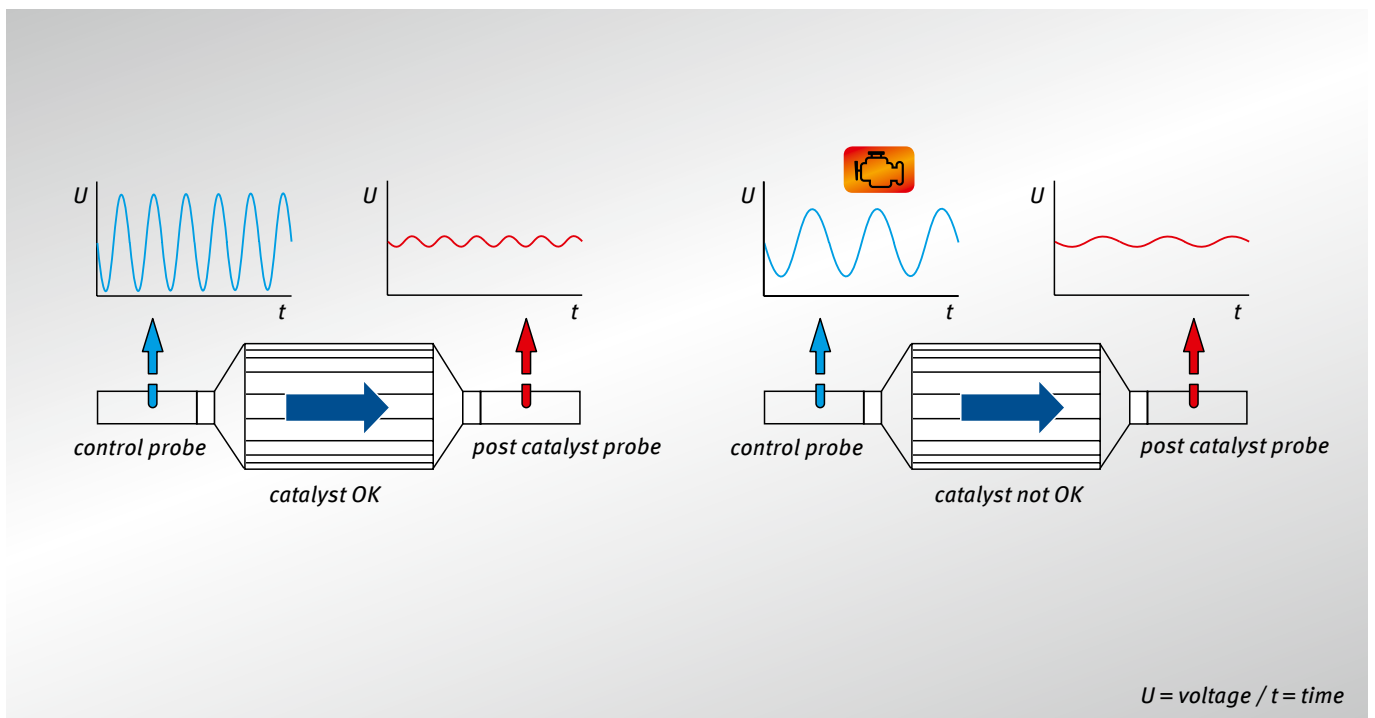 U
t
U
t
U
t
U
t
control probe
post catalyst probe
catalyst OK
control probe
post catalyst probe
catalyst not OK
U = voltage / t = time